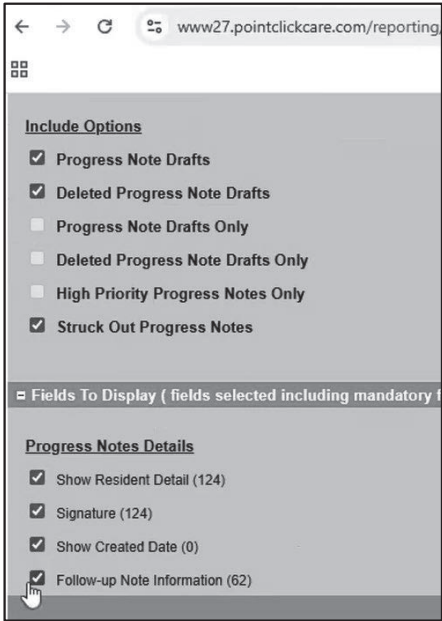 www27.pointclickcare.com/reporting/
Include Options
Progress Note Drafts
Deleted Progress Note Drafts
Progress Note Drafts Only
Deleted Progress Note Drafts Only
High Priority Progress Notes Only
Struck Out Progress Notes
Fields To Display ( fields selected including mandatory f
Progress Notes Details
Show Resident Detail (124)
Signature (124)
Show Created Date (0)
Follow-up Note Information (62)